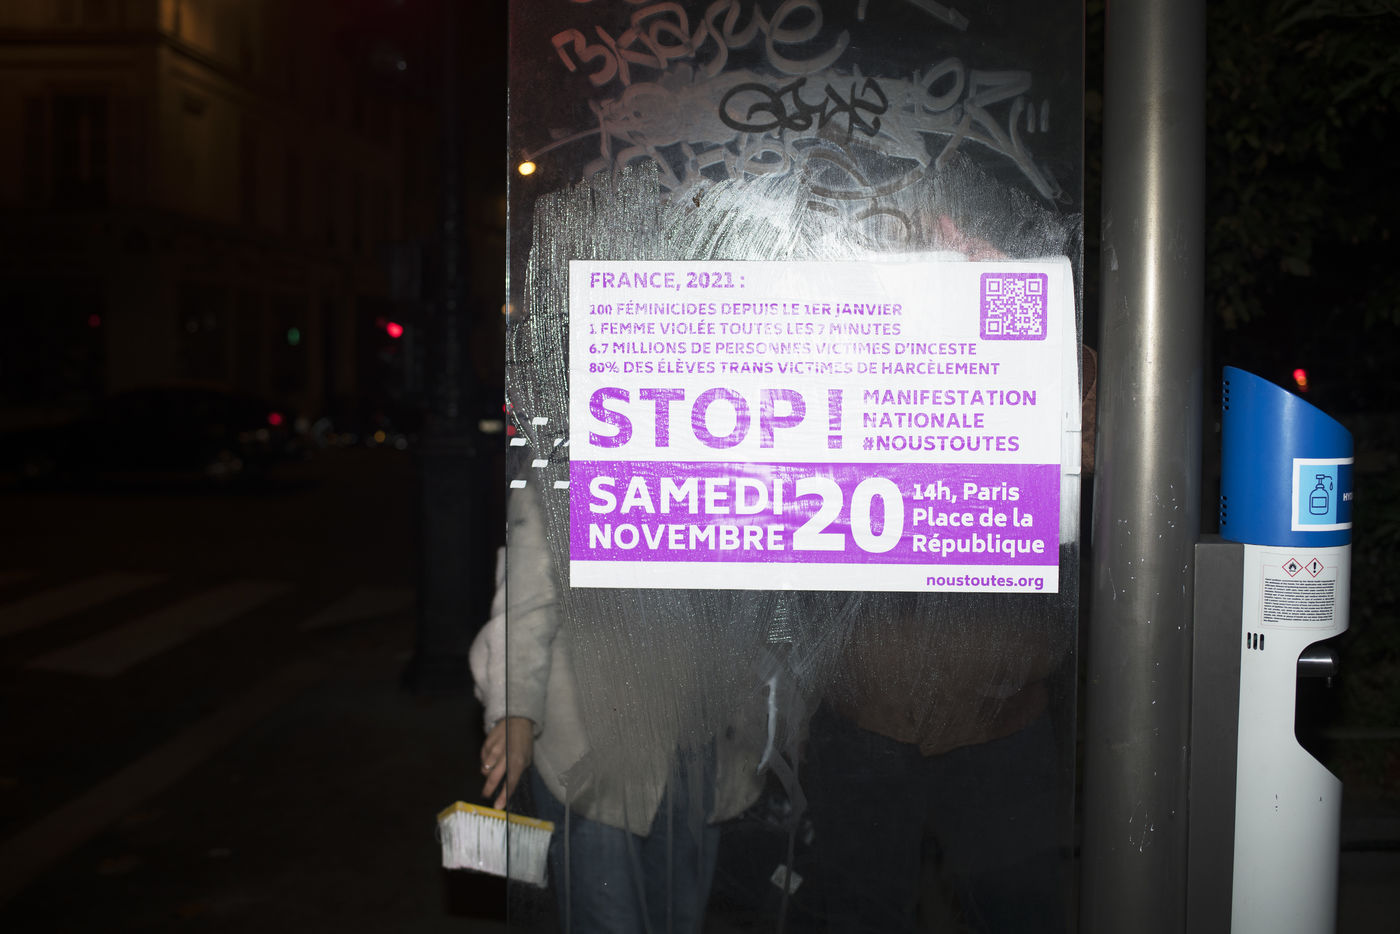 FRANCE, 2021 :
100 FÉMINICIDES DEPUIS LE 1ER JANVIER
1 FEMME VIOLÉE TOUTES LES 7 MINUTES
6.7 MILLIONS DE PERSONNES VICTIMES D'INCESTE
80% DES ÉLÈVES TRANS VICTIMES DE HARCÈLEMENT
STOP !
MANIFESTATION
NATIONALE
#NOUSTOUTES
SAMEDI
NOVEMBRE
20
14h, Paris
Place de la
République
noustoutes.org